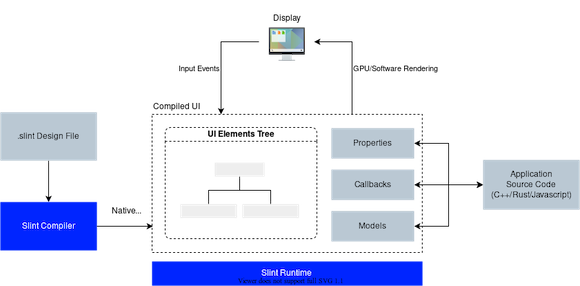 Display
Input Events
GPU/Software Rendering
Compiled UI
UI Elements Tree
.slint Design File
Properties
Callbacks
Application
Source Code
(C++/Rust/Javascript)
Slint Compiler
Native...
Models
Slint Runtime
Viewer does not support full SVG 1.1